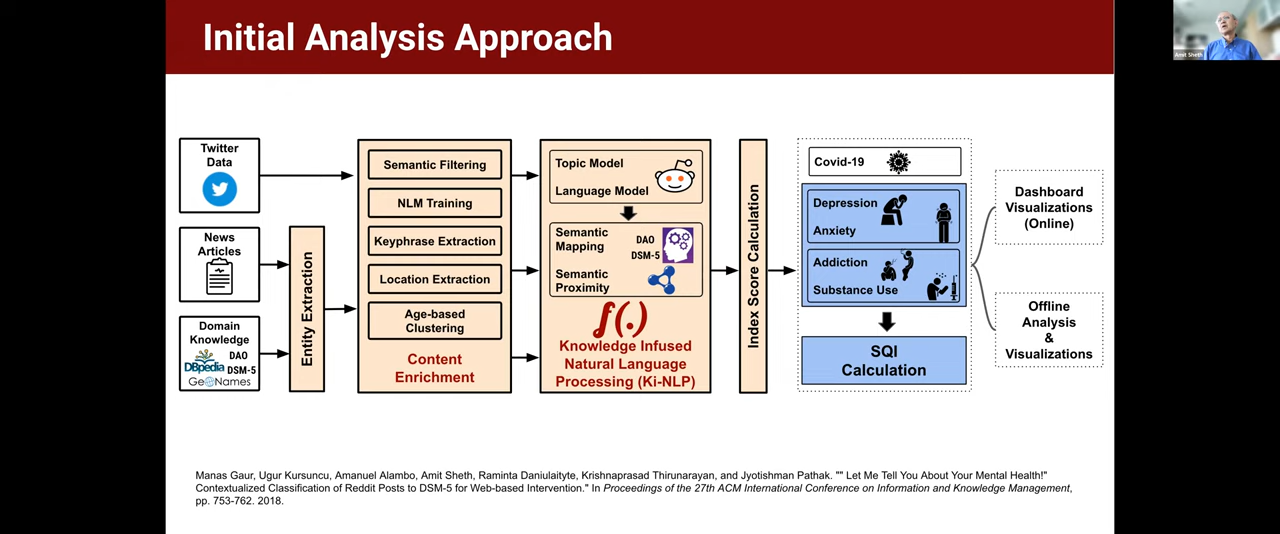 Initial Analysis Approach
Amit Sheth
Twitter
Data
News
Articles
Domain
Knowledge
DAO
DBpedia
DSM-5
GeoNames
Entity Extraction
Semantic Filtering
NLM Training
Keyphrase Extraction
Location Extraction
Age-based
Clustering
Content
Enrichment
Topic Model
Language Model
Semantic
Mapping
DAO
DSM-5
Semantic
Proximity
f(.)
Knowledge Infused
Natural Language
Processing (Ki-NLP)
Index Score Calculation
Covid-19
Depression
Anxiety
Addiction
Substance Use
SQI
Calculation
Dashboard
Visualizations
(Online)
Offline
Analysis
&
Visualizations
Manas Gaur, Ugur Kursuncu, Amanuel Alambo, Amit Sheth, Raminta Daniulaityte, Krishnaprasad Thirunarayan, and Jyotishman Pathak. "" Let Me Tell You About Your Mental Health!"
Contextualized Classification of Reddit Posts to DSM-5 for Web-based Intervention." In Proceedings of the 27th ACM International Conference on Information and Knowledge Management,
pp. 753-762. 2018.